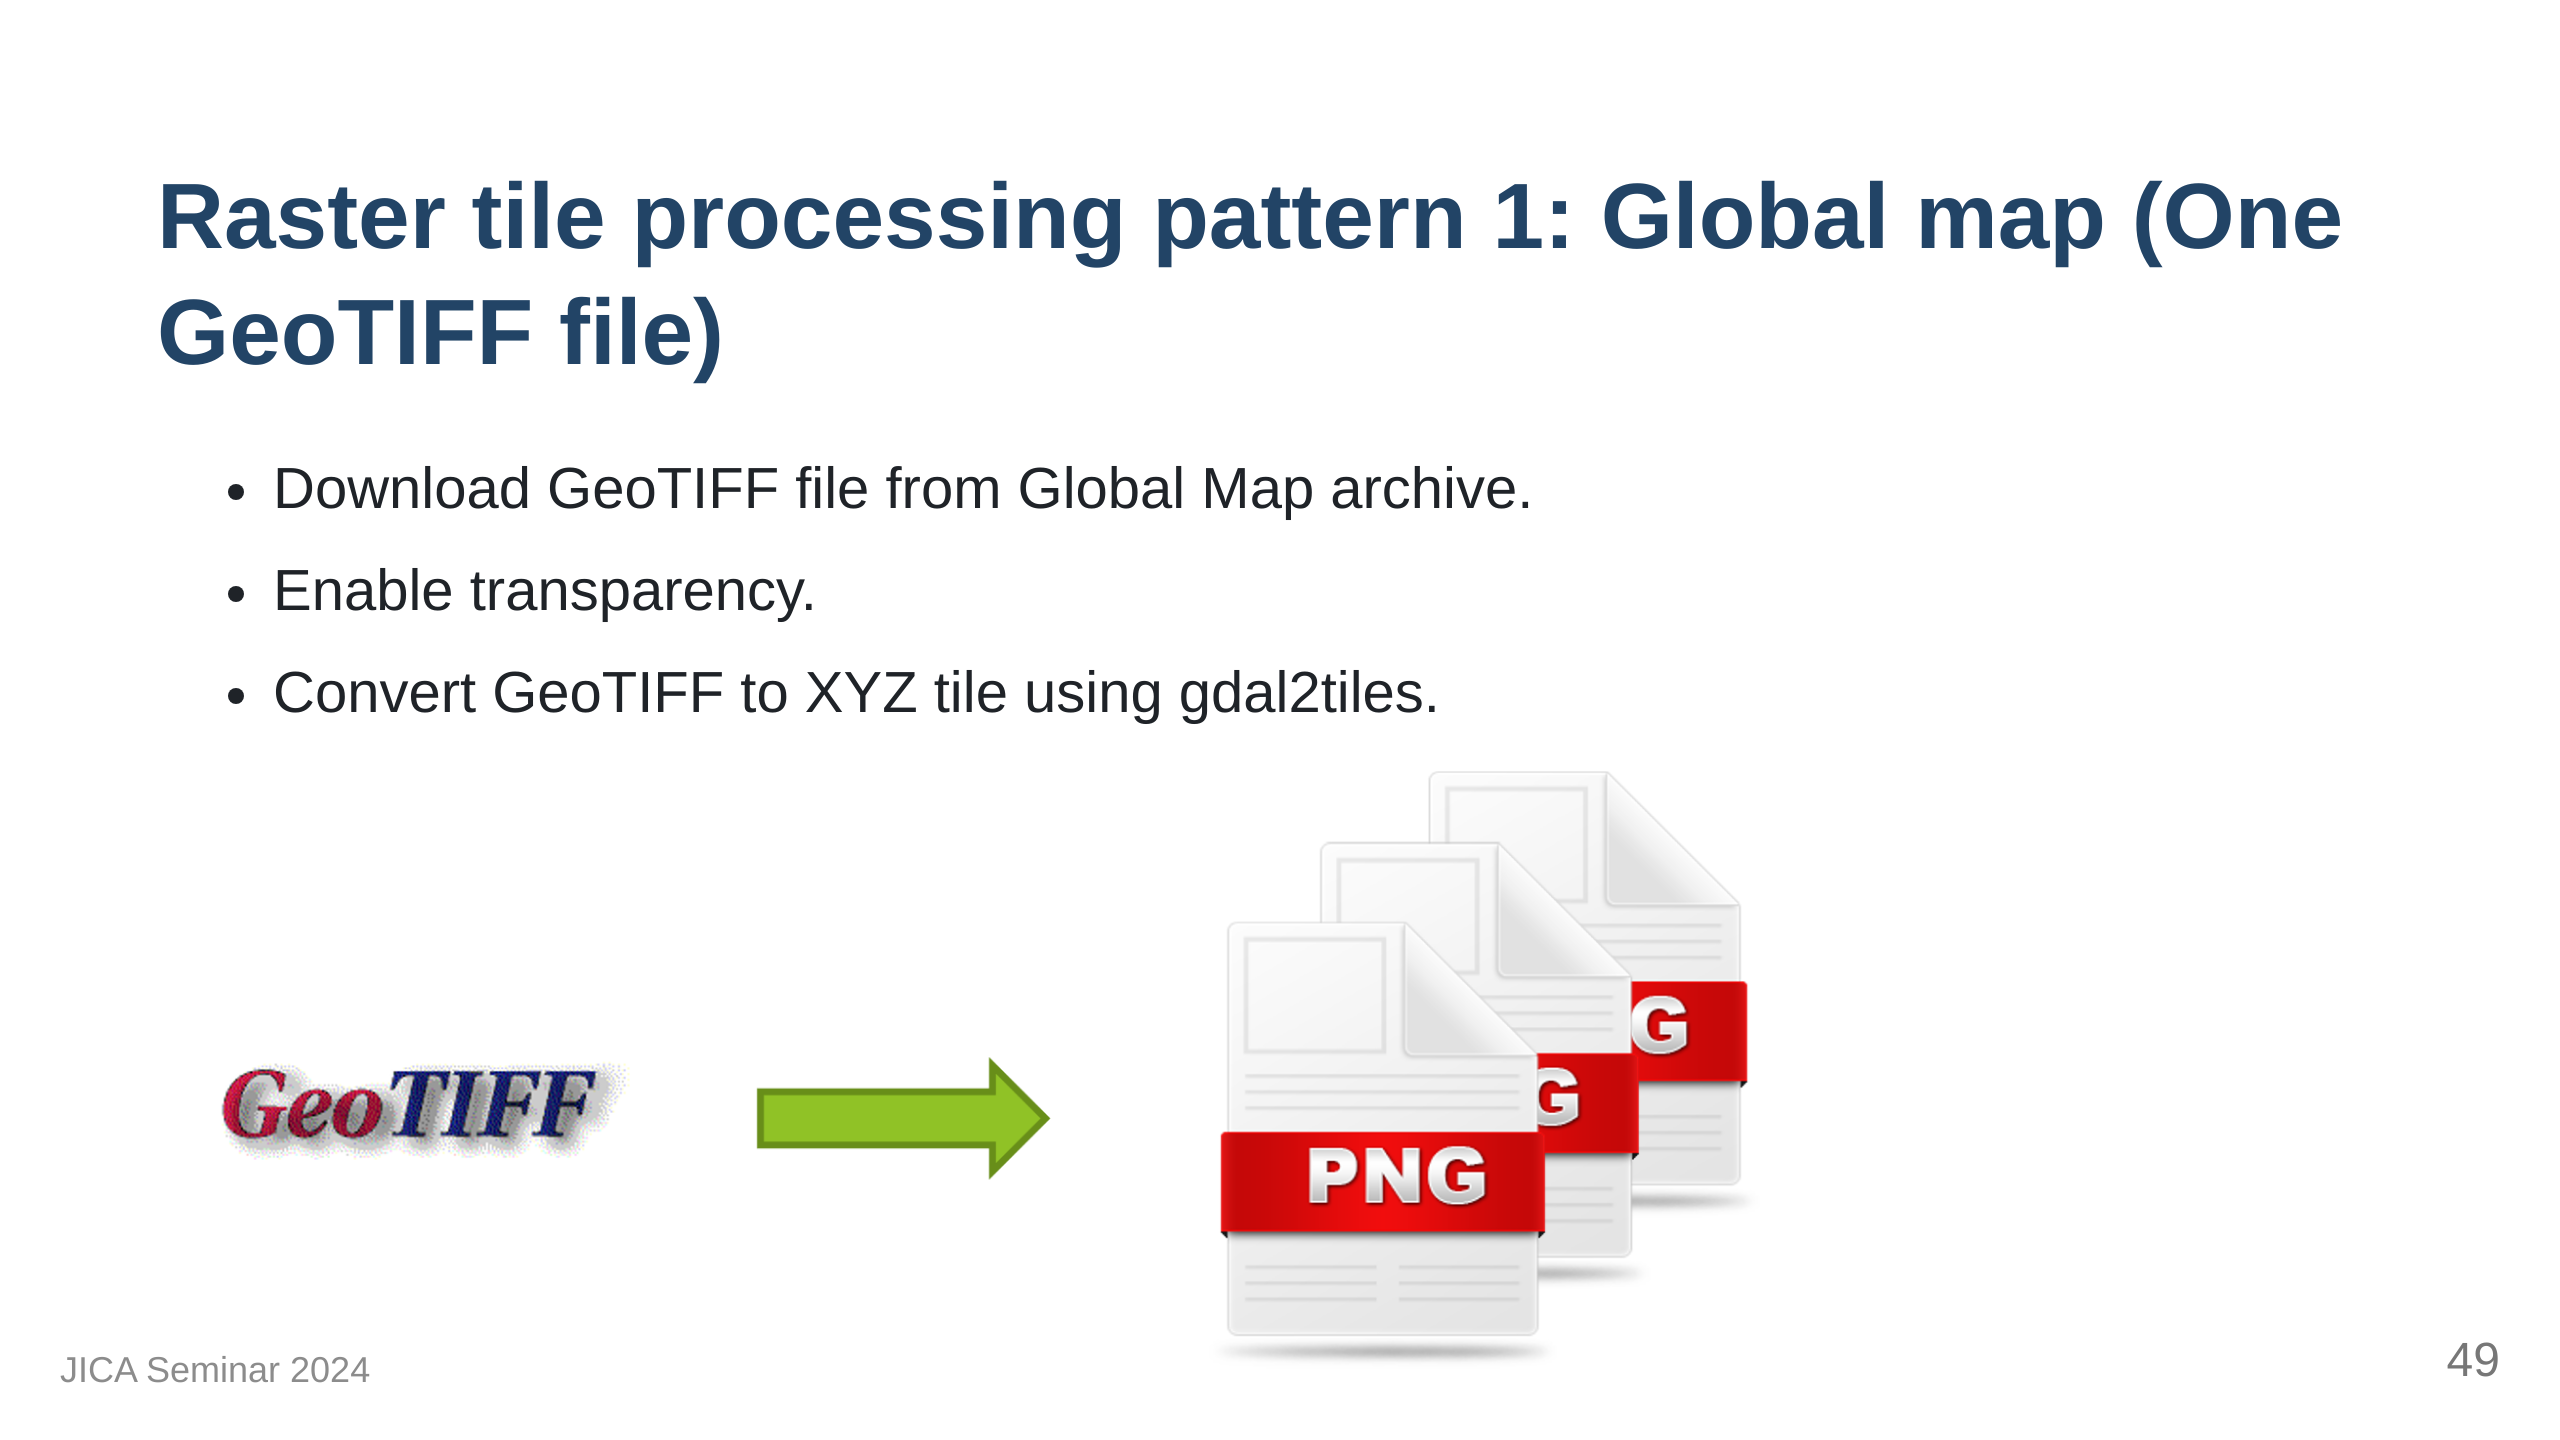 Raster tile processing pattern 1: Global map (One
GeoTIFF file)
• Download GeoTIFF file from Global Map archive.
• Enable transparency.
• Convert GeoTIFF to XYZ tile using gdal2tiles.
G
G
GeoTIFF
PNG
JICA Seminar 2024
49